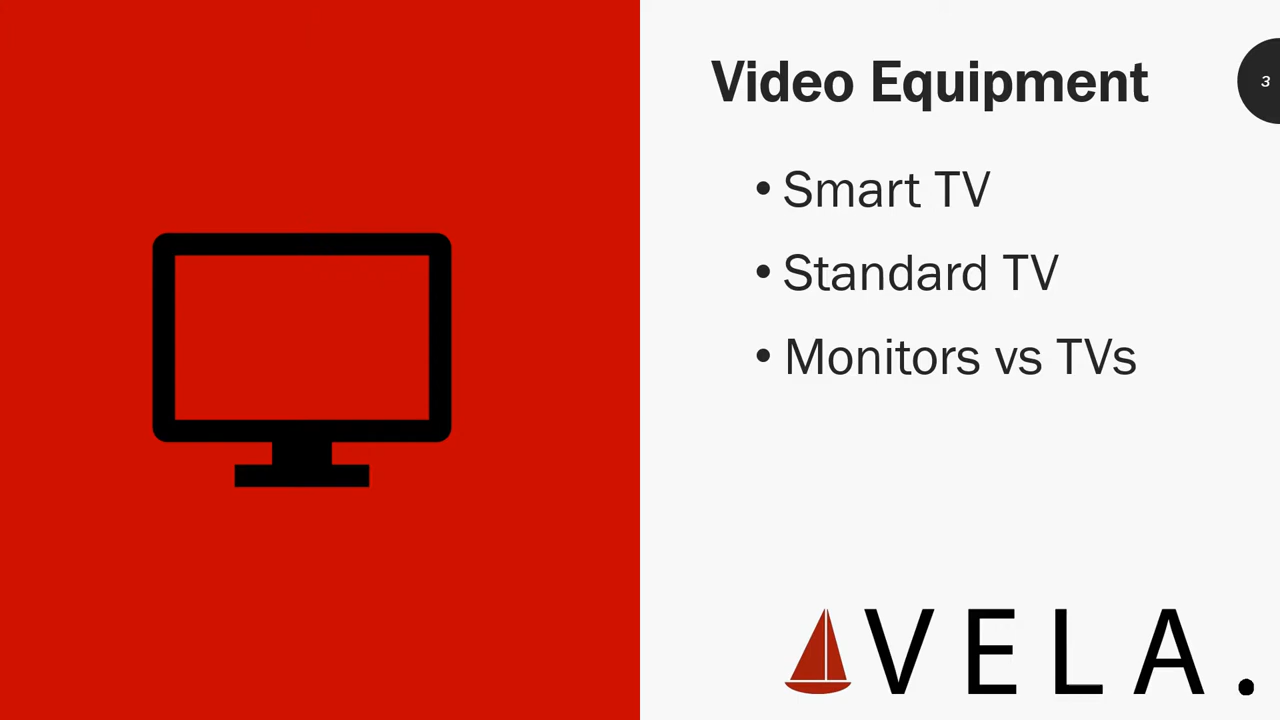 Video Equipment
3
• Smart TV
• Standard TV
• Monitors vs TVs
VELA.